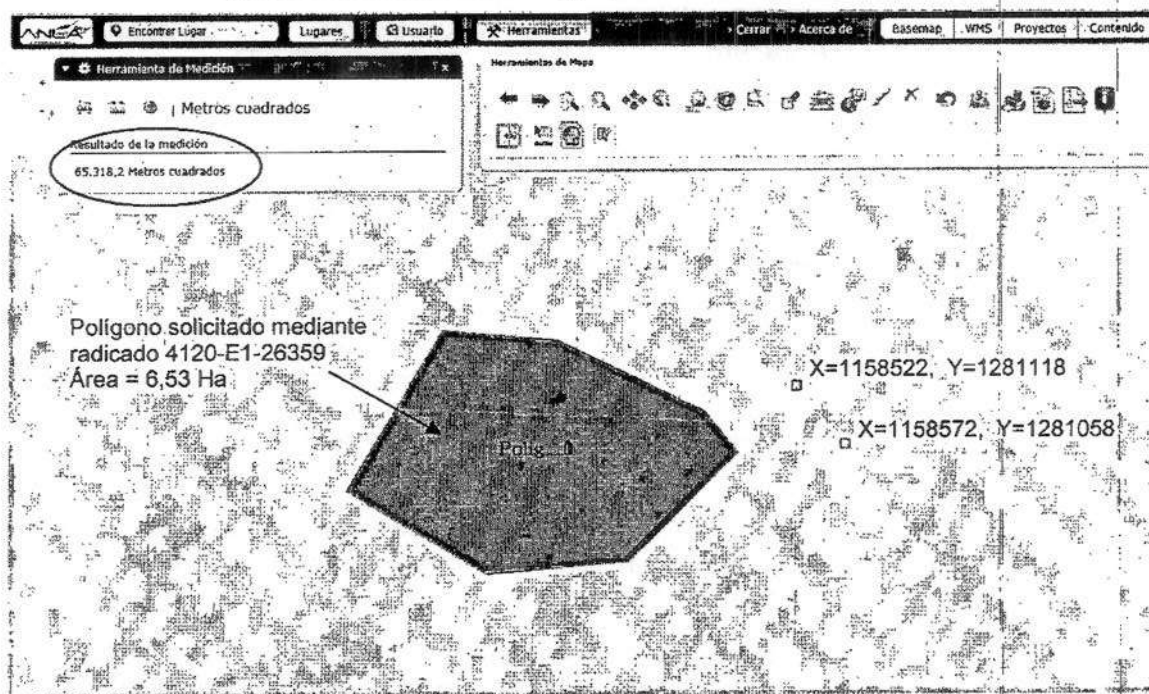 ANLA Encontrar Lugar Lugares Usuario Herramientas Cerrar Acerca de Basemap WMS Proyectos Contenido
Herramienta de Medición
Herramientas de Mapa
Metros cuadrados
Resultado de la medición
65.318,2 Metros cuadrados
Polígono solicitado mediante
radicado 4120-E1-26359
Área = 6,53 Ha
X=1158522, Y=1281118
X=1158572, Y=1281058